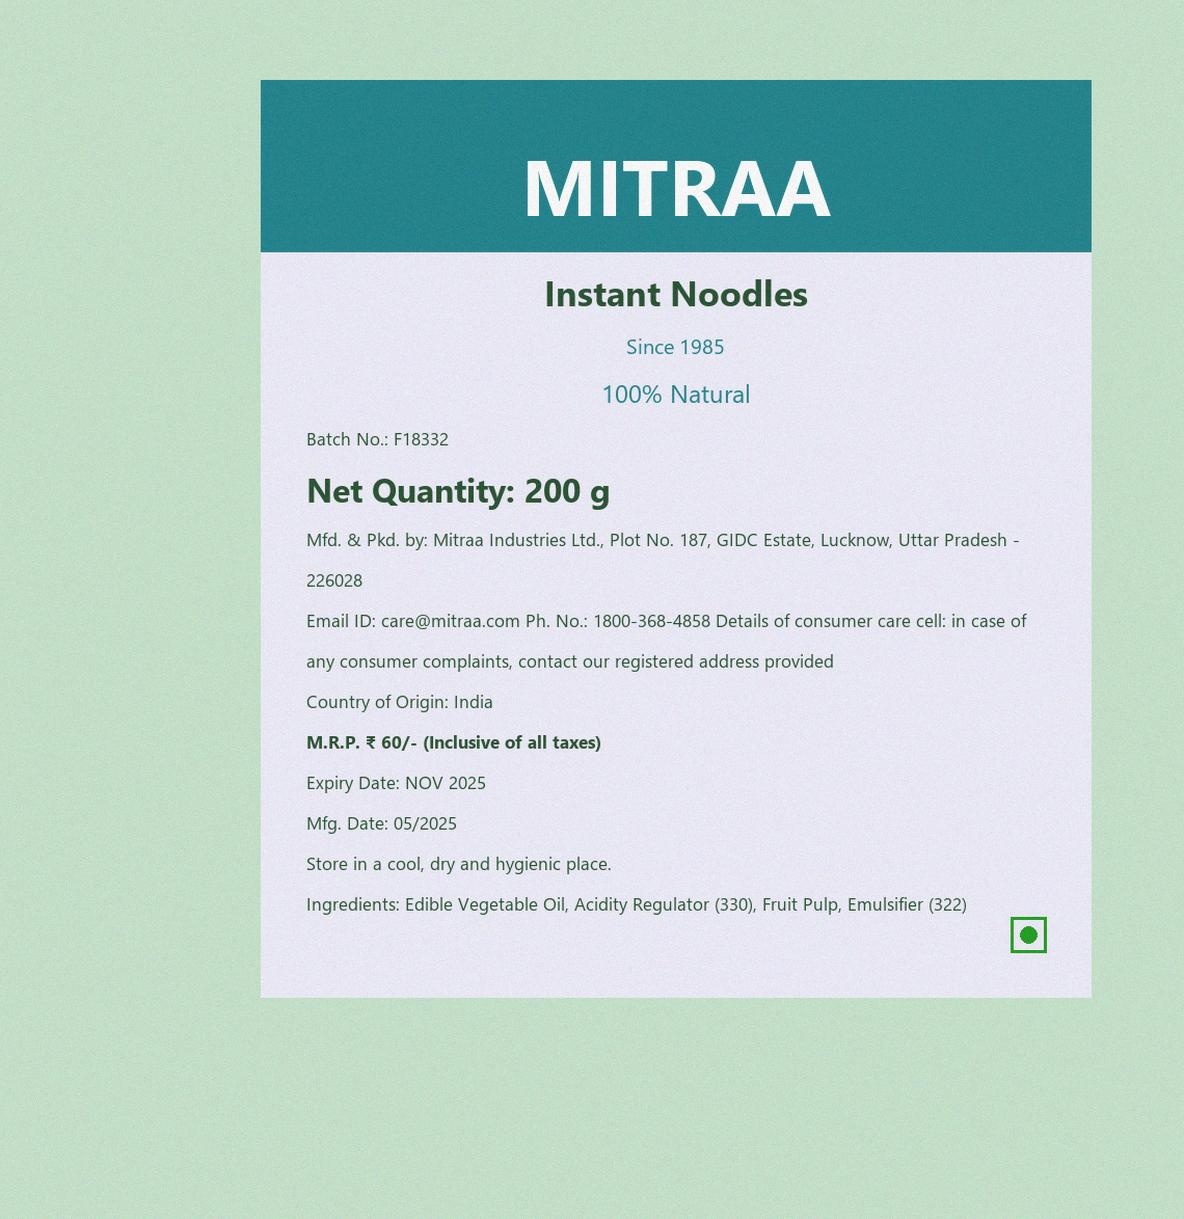 MITRAA
Instant Noodles
Since 1985
100% Natural
Batch No.: F18332
Net Quantity: 200 g
Mfd. & Pkd. by: Mitraa Industries Ltd., Plot No. 187, GIDC Estate, Lucknow, Uttar Pradesh -
226028
Email ID: care@mitraa.com Ph. No.: 1800-368-4858 Details of consumer care cell: in case of
any consumer complaints, contact our registered address provided
Country of Origin: India
M.R.P. ₹ 60/- (Inclusive of all taxes)
Expiry Date: NOV 2025
Mfg. Date: 05/2025
Store in a cool, dry and hygienic place.
Ingredients: Edible Vegetable Oil, Acidity Regulator (330), Fruit Pulp, Emulsifier (322)